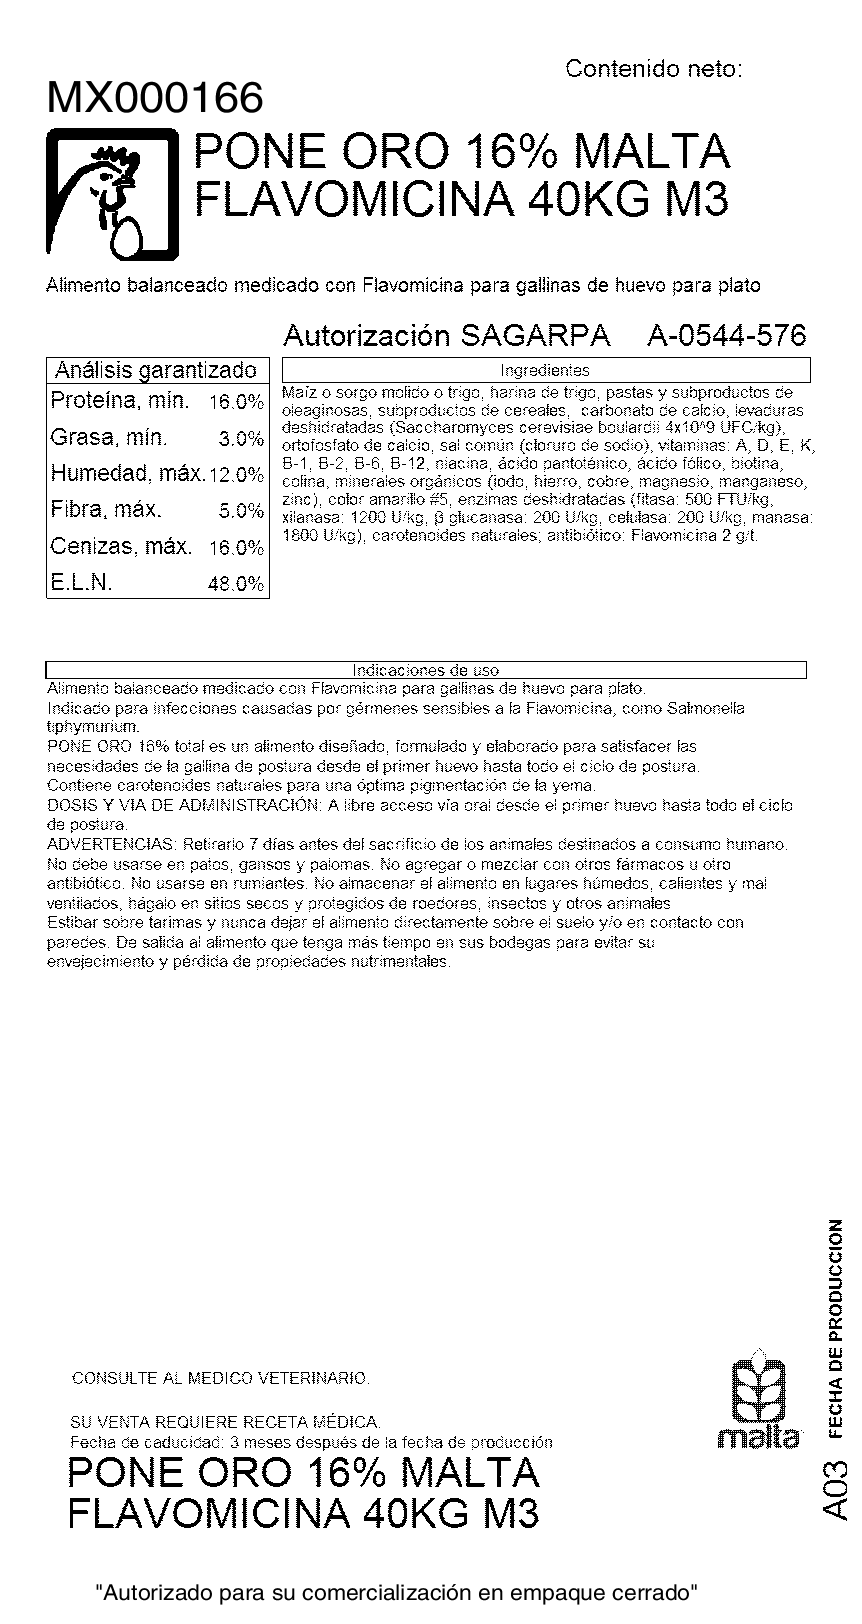 Contenido neto:
MX000166
PONE ORO 16% MALTA
FLAVOMICINA 40KG M3
Alimento balanceado medicado con Flavomicina para gallinas de huevo para plato
Autorización SAGARPA A-0544-576
Análisis garantizado
Proteína, mín. 16.0%
Grasa, mín. 3.0%
Humedad, máx. 12.0%
Fibra, máx. 5.0%
Cenizas, máx. 16.0%
E.L.N. 48.0%
Ingredientes
Maíz o sorgo molido o trigo, harina de trigo, pastas y subproductos de
oleaginosas, subproductos de cereales, carbonato de calcio, levaduras
deshidratadas (Saccharomyces cerevisiae boulardii 4x10^9 UFC/kg),
ortofosfato de calcio, sal común (cloruro de sodio), vitaminas: A, D, E, K,
B-1, B-2, B-6, B-12, niacina, ácido pantoténico, ácido fólico, biotina,
colina, minerales orgánicos (iodo, hierro, cobre, magnesio, manganeso,
zinc), color amarillo #5, enzimas deshidratadas (fitasa: 500 FTU/kg,
xilanasa: 1200 U/kg, β glucanasa: 200 U/kg, celulasa: 200 U/kg, manasa:
1800 U/kg), carotenoides naturales; antibiótico: Flavomicina 2 g/t.
Indicaciones de uso
Alimento balanceado medicado con Flavomicina para gallinas de huevo para plato.
Indicado para infecciones causadas por gérmenes sensibles a la Flavomicina, como Salmonella
tiphymurium.
PONE ORO 16% total es un alimento diseñado, formulado y elaborado para satisfacer las
necesidades de la gallina de postura desde el primer huevo hasta todo el ciclo de postura.
Contiene carotenoides naturales para una óptima pigmentación de la yema.
DOSIS Y VIA DE ADMINISTRACIÓN: A libre acceso vía oral desde el primer huevo hasta todo el ciclo
de postura.
ADVERTENCIAS: Retirarlo 7 días antes del sacrificio de los animales destinados a consumo humano.
No debe usarse en patos, gansos y palomas. No agregar o mezclar con otros fármacos u otro
antibiótico. No usarse en rumiantes. No almacenar el alimento en lugares húmedos, calientes y mal
ventilados, hágalo en sitios secos y protegidos de roedores, insectos y otros animales
Estibar sobre tarimas y nunca dejar el alimento directamente sobre el suelo y/o en contacto con
paredes. De salida al alimento que tenga más tiempo en sus bodegas para evitar su
envejecimiento y pérdida de propiedades nutrimentales.
FECHA DE PRODUCCION
A03
CONSULTE AL MEDICO VETERINARIO.
malta
SU VENTA REQUIERE RECETA MÉDICA.
Fecha de caducidad: 3 meses después de la fecha de producción
PONE ORO 16% MALTA
FLAVOMICINA 40KG M3
"Autorizado para su comercialización en empaque cerrado"